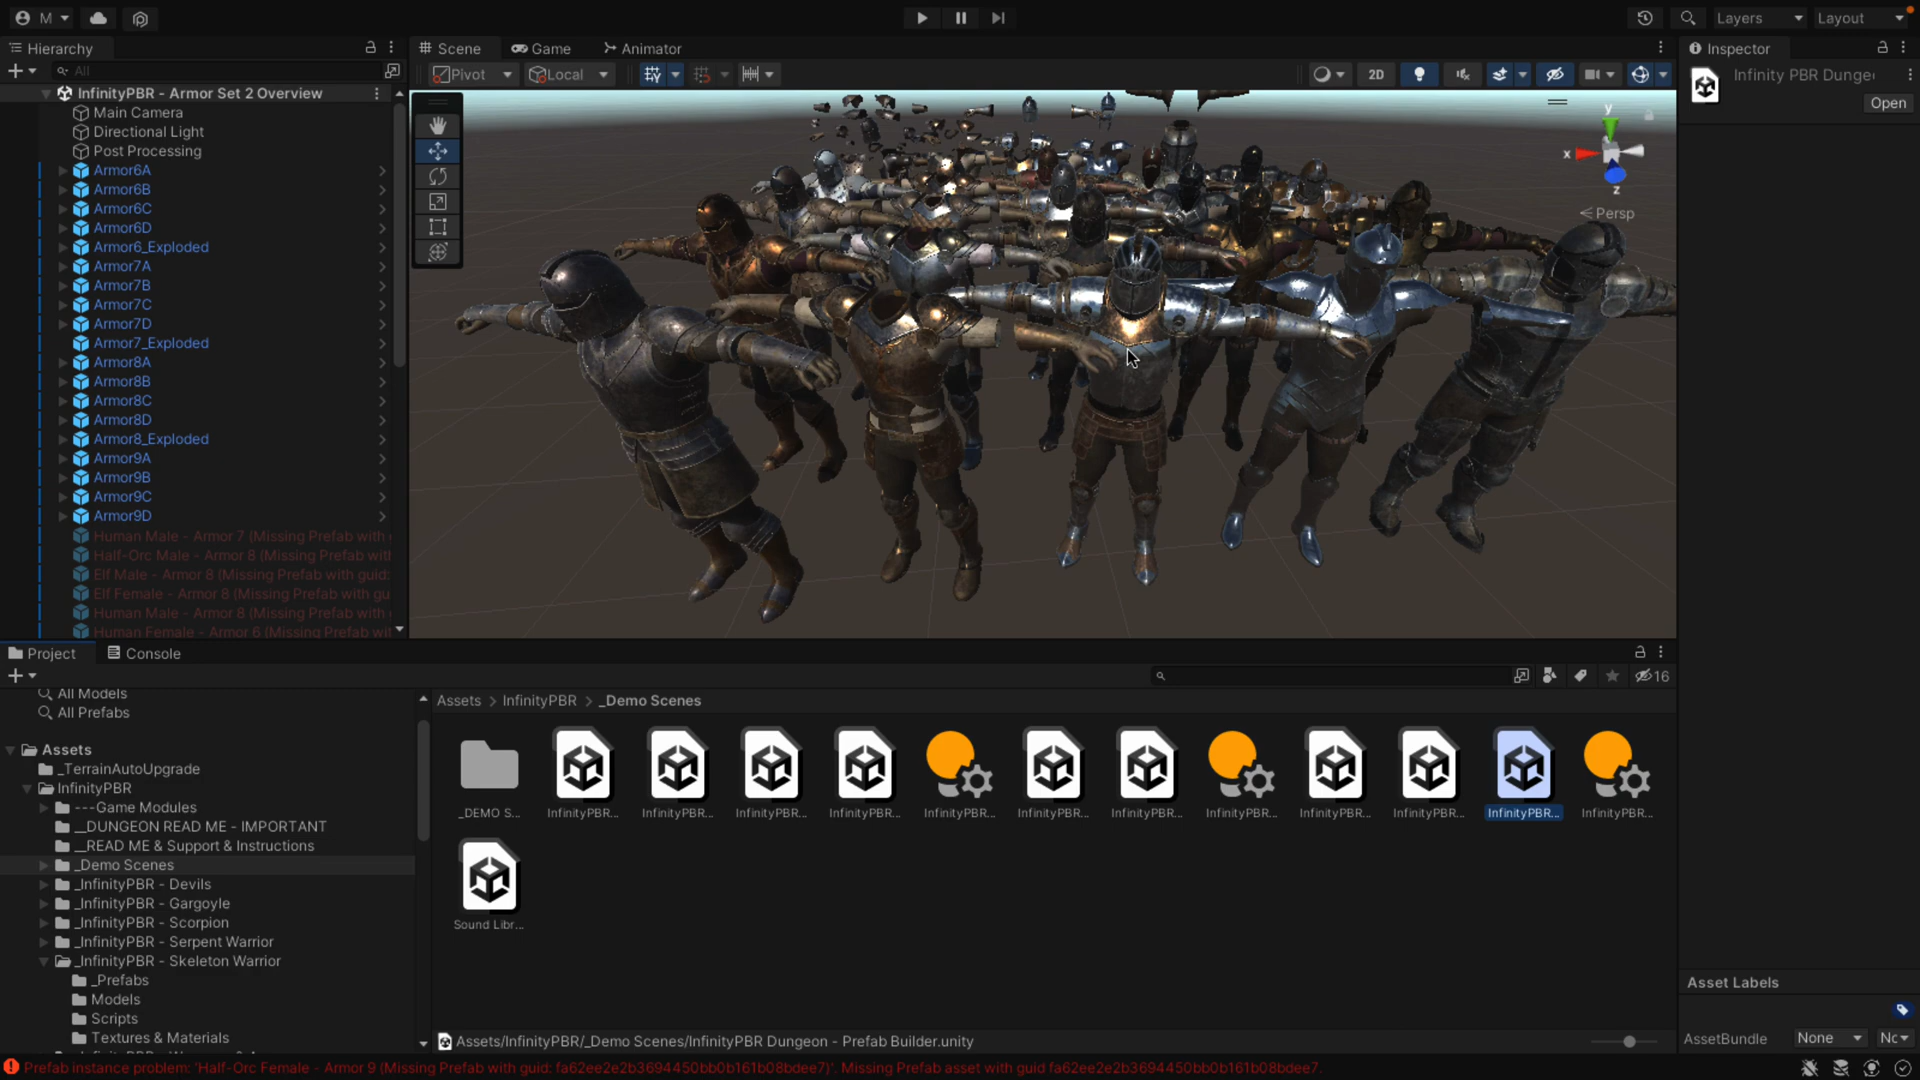 M
Layers
Layout
Hierarchy
All
InfinityPBR - Armor Set 2 Overview
Main Camera
Directional Light
Post Processing
Armor6A
Armor6B
Armor6C
Armor6D
Armor6_Exploded
Armor7A
Armor7B
Armor7C
Armor7D
Armor7_Exploded
Armor8A
Armor8B
Armor8C
Armor8D
Armor8_Exploded
Armor9A
Armor9B
Armor9C
Armor9D
Human Male - Armor 7 (Missing Prefab with
Half-Orc Male - Armor 8 (Missing Prefab with
Elf Male - Armor 8 (Missing Prefab with guid:
Elf Female - Armor 8 (Missing Prefab with gu
Human Male - Armor 8 (Missing Prefab with
Human Female - Armor 6 (Missing Prefab wit
Scene
Game
Animator
Pivot
Local
2D
y
x
z
Persp
Inspector
Infinity PBR Dunge
Open
Project
Console
16
All Models
All Prefabs
Assets
_TerrainAutoUpgrade
InfinityPBR
---Game Modules
__DUNGEON READ ME - IMPORTANT
__READ ME & Support & Instructions
_Demo Scenes
_InfinityPBR - Devils
_InfinityPBR - Gargoyle
_InfinityPBR - Scorpion
_InfinityPBR - Serpent Warrior
_InfinityPBR - Skeleton Warrior
_Prefabs
Models
Scripts
Textures & Materials
Assets > InfinityPBR > _Demo Scenes
_DEMO S...
InfinityPBR...
InfinityPBR...
InfinityPBR...
InfinityPBR...
InfinityPBR...
InfinityPBR...
InfinityPBR...
InfinityPBR...
InfinityPBR...
InfinityPBR...
InfinityPBR...
InfinityPBR...
Sound Libr...
Assets/InfinityPBR/_Demo Scenes/InfinityPBR Dungeon - Prefab Builder.unity
Asset Labels
AssetBundle
None
Nc
Prefab instance problem: 'Half-Orc Female - Armor 9 (Missing Prefab with guid: fa62ee2e2b3694450bb0b161b08bdee7)'. Missing Prefab asset with guid fa62ee2e2b3694450bb0b161b08bdee7.